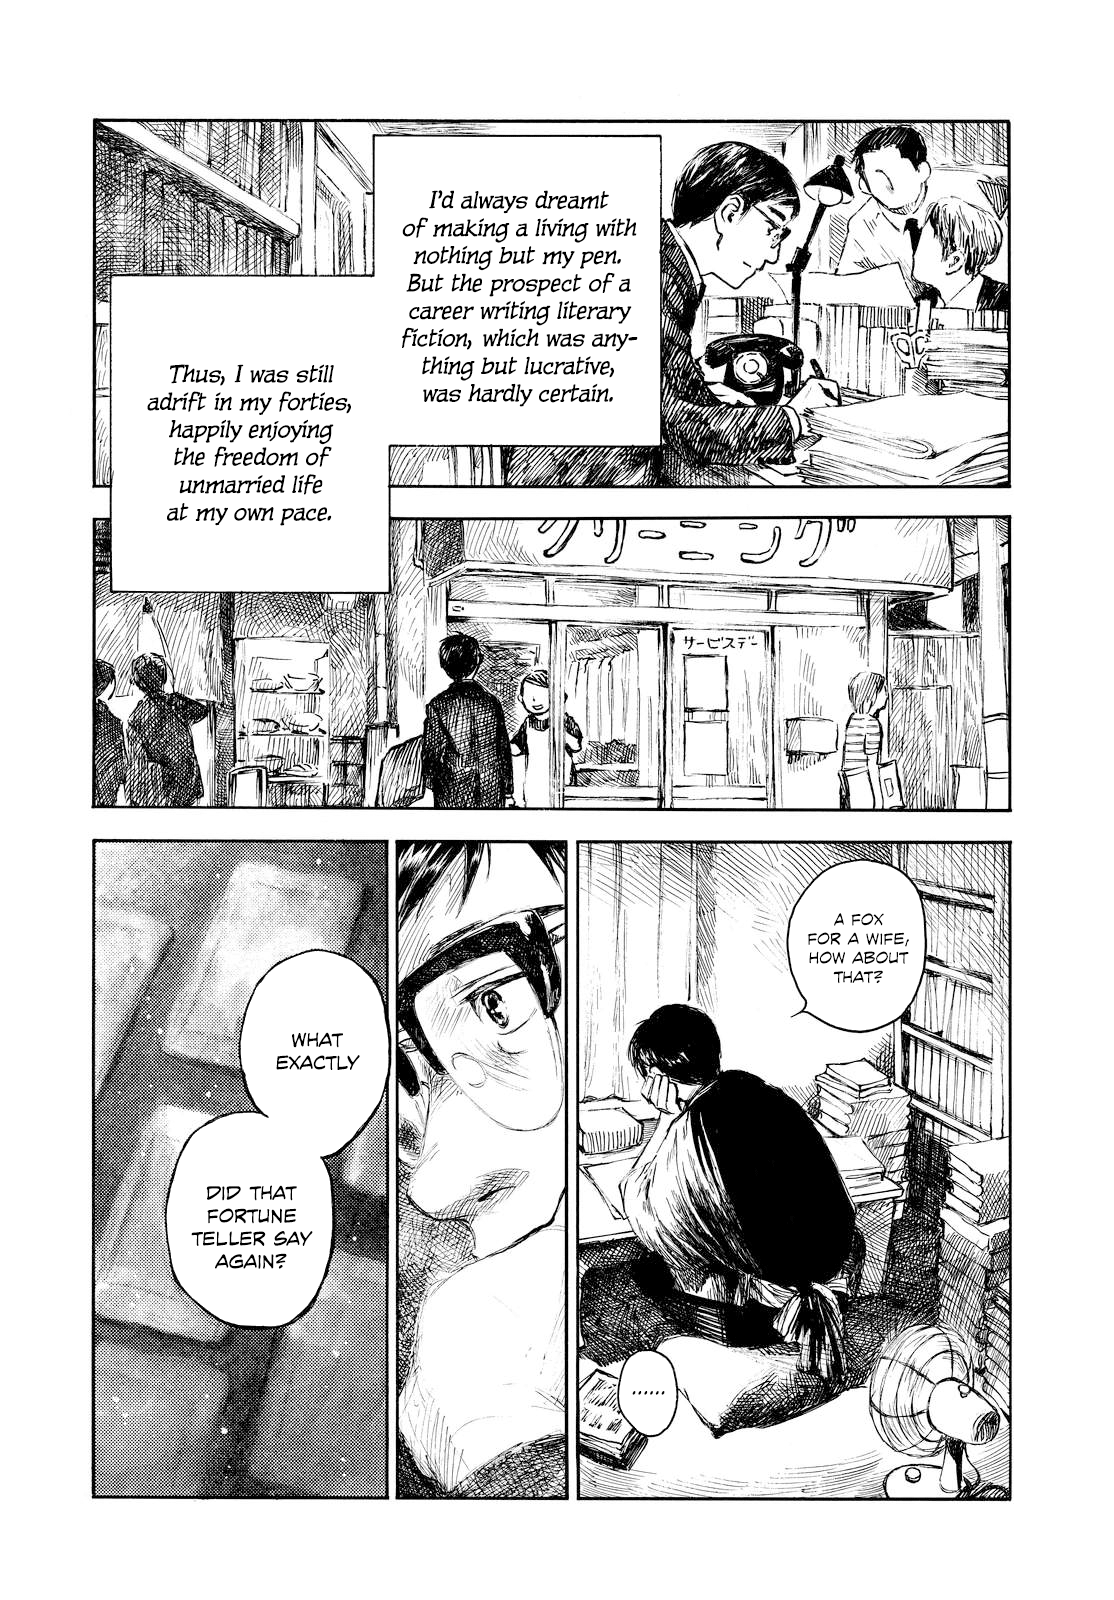 I'd always dreamt
of making a living with
nothing but my pen.
But the prospect of a
career writing literary
fiction, which was any-
thing but lucrative,
was hardly certain.
Thus, I was still
adrift in my forties,
happily enjoying
the freedom of
unmarried life
at my own pace.
クリーニング
サービスデー
A FOX
FOR A WIFE,
HOW ABOUT
THAT?
......
WHAT
EXACTLY
DID THAT
FORTUNE
TELLER SAY
AGAIN?